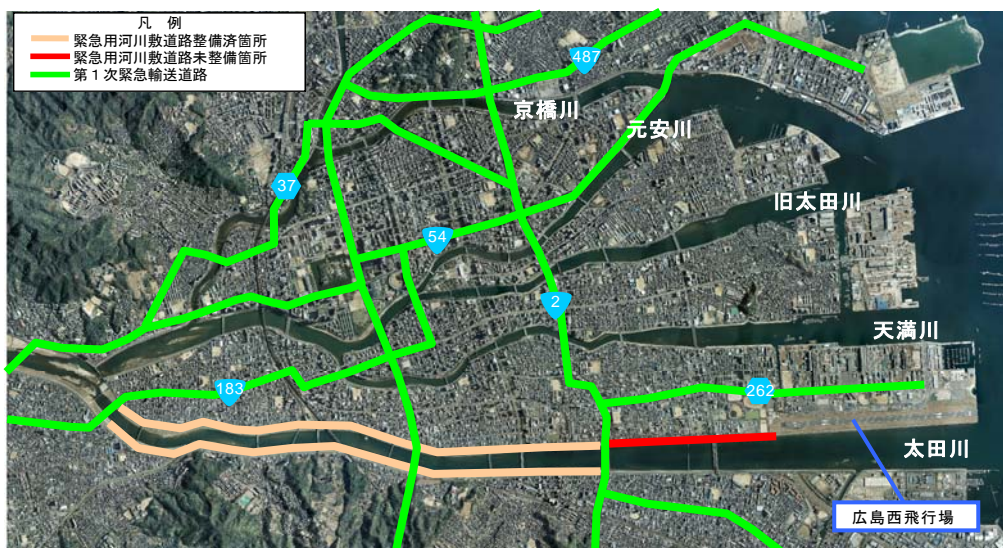 凡 例
緊急用河川敷道路整備済箇所
緊急用河川敷道路未整備箇所
第1次緊急輸送道路
487
京橋川
元安川
37
旧太田川
54
2
天満川
183
262
太田川
広島西飛行場